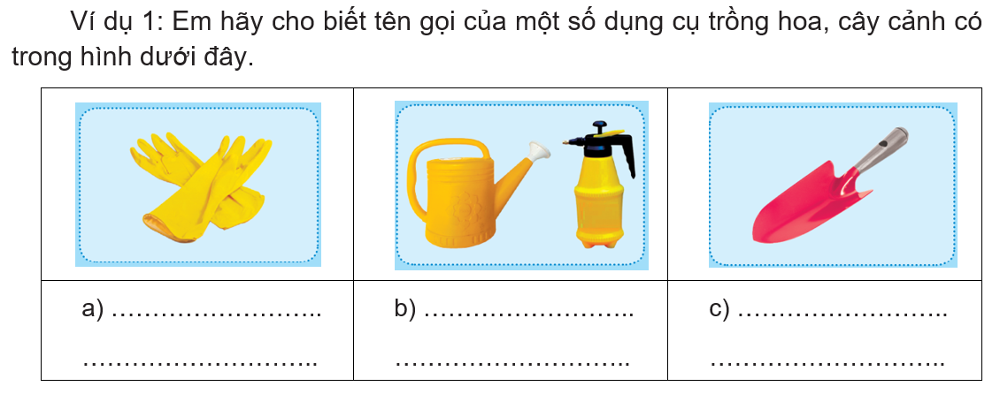 Ví dụ 1: Em hãy cho biết tên gọi của một số dụng cụ trồng hoa, cây cảnh có
trong hình dưới đây.
a) ……………………..
………………………..
b) ……………………..
………………………..
c) ……………………..
………………………..